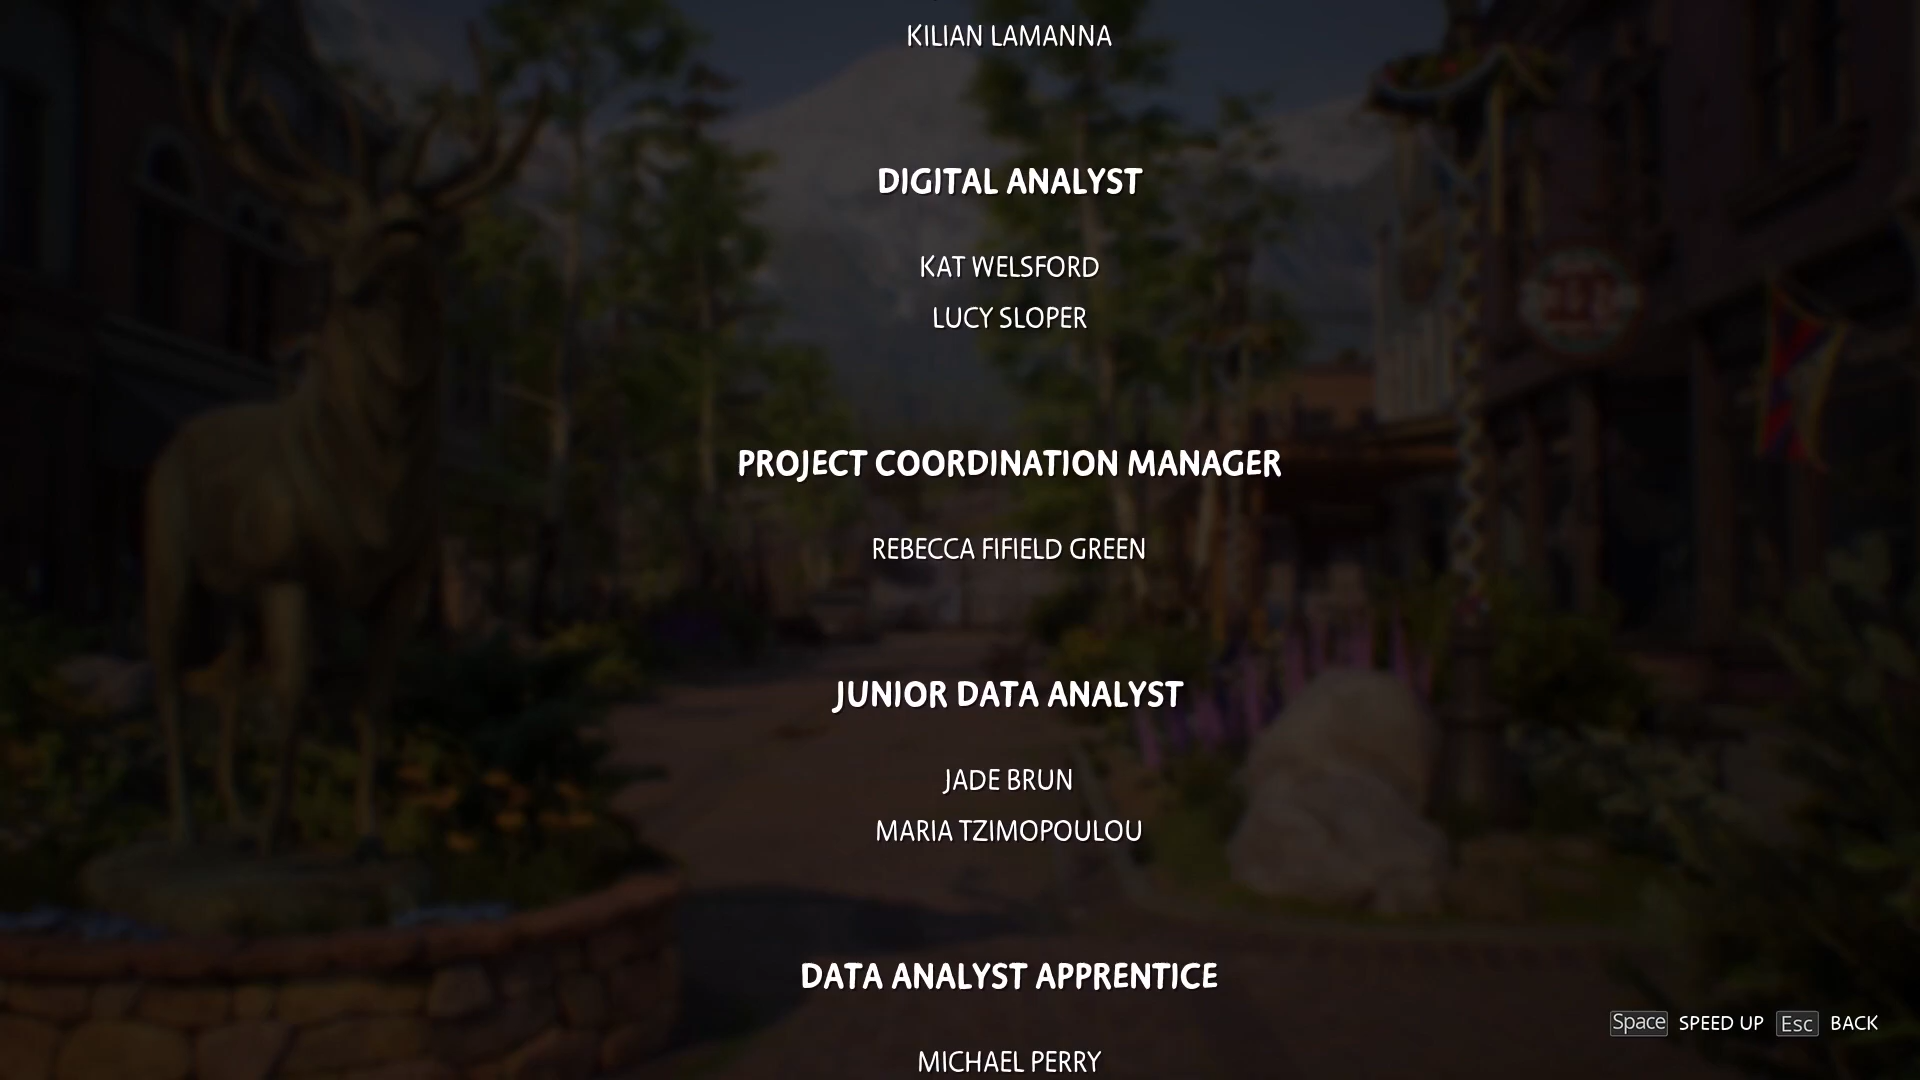 KILIAN LAMANNA
DIGITAL ANALYST
KAT WELSFORD
LUCY SLOPER
PROJECT COORDINATION MANAGER
REBECCA FIFIELD GREEN
JUNIOR DATA ANALYST
JADE BRUN
MARIA TZIMOPOULOU
DATA ANALYST APPRENTICE
MICHAEL PERRY
Space SPEED UP Esc BACK